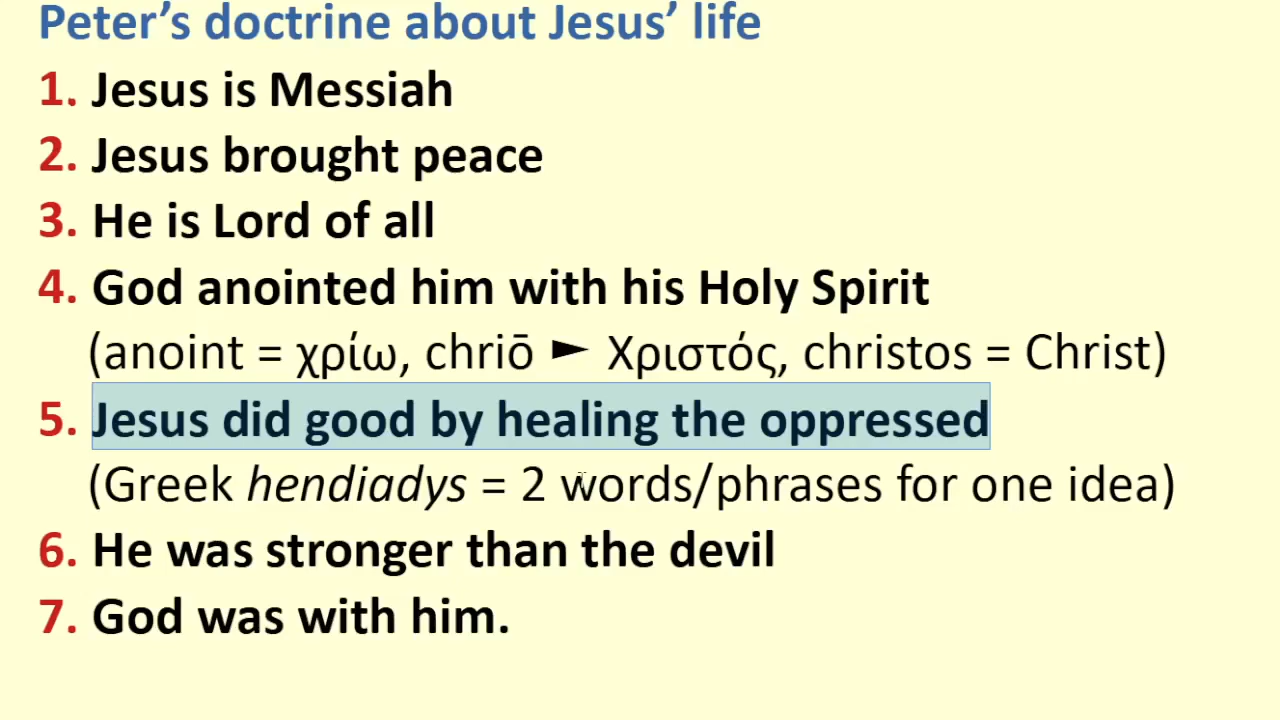 Peter’s doctrine about Jesus’ life
1. Jesus is Messiah
2. Jesus brought peace
3. He is Lord of all
4. God anointed him with his Holy Spirit
(anoint = χρίω, chriō ► Χριστός, christos = Christ)
5. Jesus did good by healing the oppressed
(Greek hendiadys = 2 words/phrases for one idea)
6. He was stronger than the devil
7. God was with him.